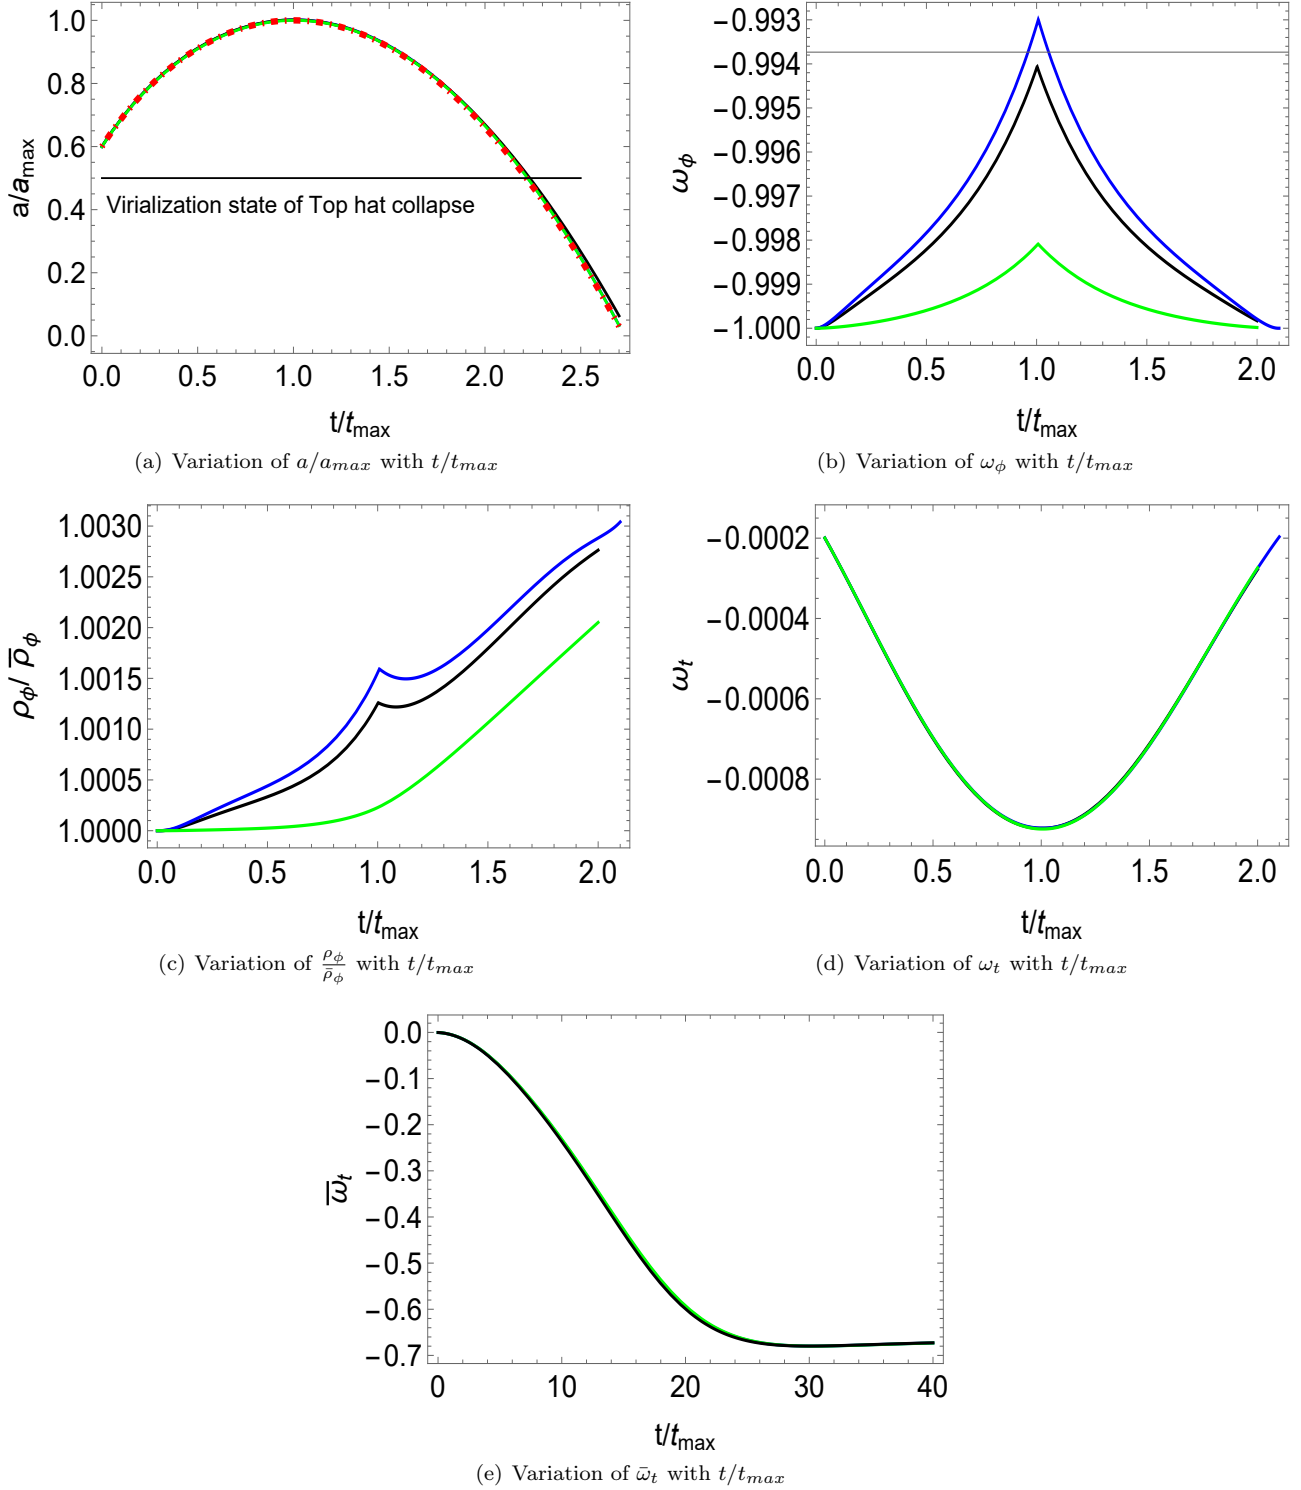 1.0
0.8
0.6
0.4
0.2
0.0
a/a_max
Virialization state of Top hat collapse
0.0 0.5 1.0 1.5 2.0 2.5
t/t_max
(a) Variation of a/a_max with t/t_max
−0.993
−0.994
−0.996
−0.997
−0.998
−0.999
−1.000
ω_ϕ
0.0 0.5 1.0 1.5 2.0
t/t_max
(b) Variation of ω_ϕ with t/t_max
1.0030
1.0025
1.0020
1.0015
1.0010
1.0005
1.0000
ρ_ϕ/ρ̅_ϕ
0.0 0.5 1.0 1.5 2.0
t/t_max
(c) Variation of ρ_ϕ/ρ̄_ϕ with t/t_max
−0.0002
−0.0004
−0.0006
−0.0008
ω_t
0.0 0.5 1.0 1.5 2.0
t/t_max
(d) Variation of ω_t with t/t_max
0.0
−0.1
−0.2
−0.3
−0.4
−0.5
−0.6
−0.7
ω̅_t
0 10 20 30 40
t/t_max
(e) Variation of ω̄_t with t/t_max